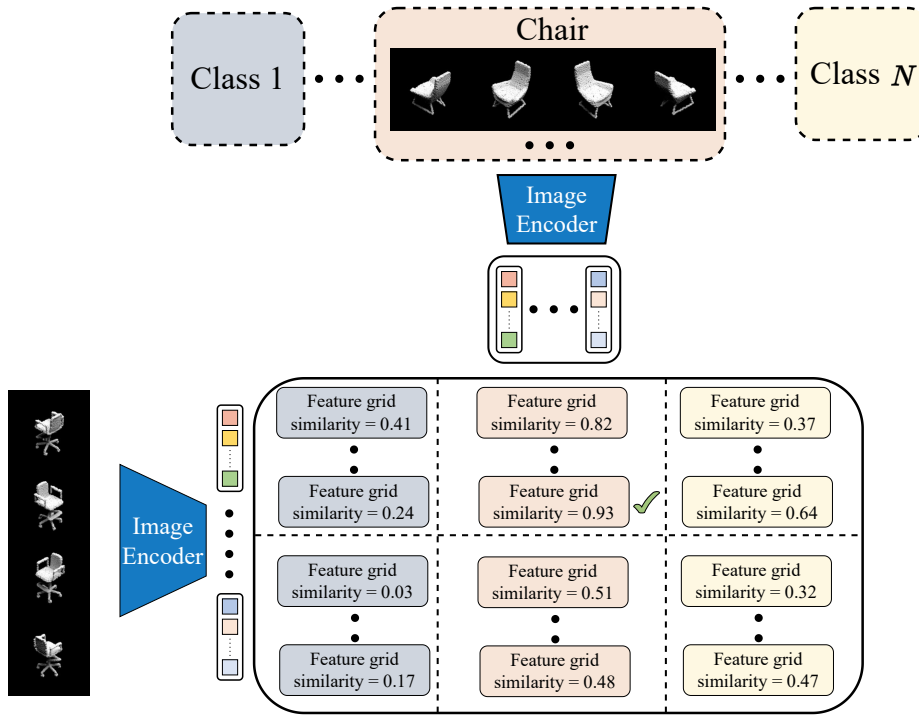 Class 1
Chair
Class N
Image
Encoder
Feature grid
similarity = 0.41
Feature grid
similarity = 0.82
Feature grid
similarity = 0.37
Feature grid
similarity = 0.24
Feature grid
similarity = 0.93
Feature grid
similarity = 0.64
Image
Encoder
Feature grid
similarity = 0.03
Feature grid
similarity = 0.51
Feature grid
similarity = 0.32
Feature grid
similarity = 0.17
Feature grid
similarity = 0.48
Feature grid
similarity = 0.47